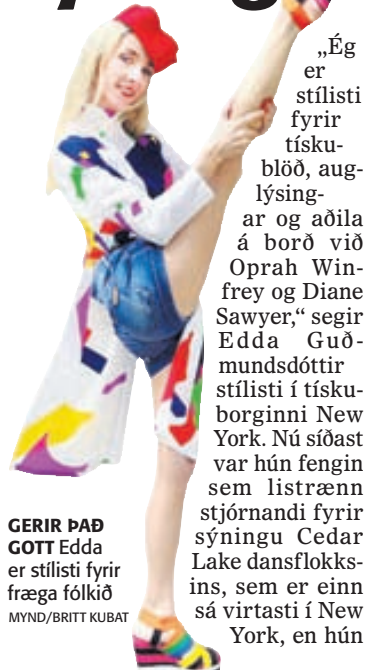 „Ég
er
stílisti
fyrir
tísku-
blöð, aug-
lýsing-
ar og aðila
á borð við
Oprah Win-
frey og Diane
Sawyer,“ segir
Edda Guð-
mundsdóttir
stílisti í tísku-
borginni New
York. Nú síðast
var hún fengin
sem listrænn
stjórnandi fyrir
sýningu Cedar
Lake dansflokks-
ins, sem er einn
sá virtasti í New
York, en hún
GERIR ÞAÐ
GOTT Edda
er stílisti fyrir
fræga fólkið
MYND/BRITT KUBAT